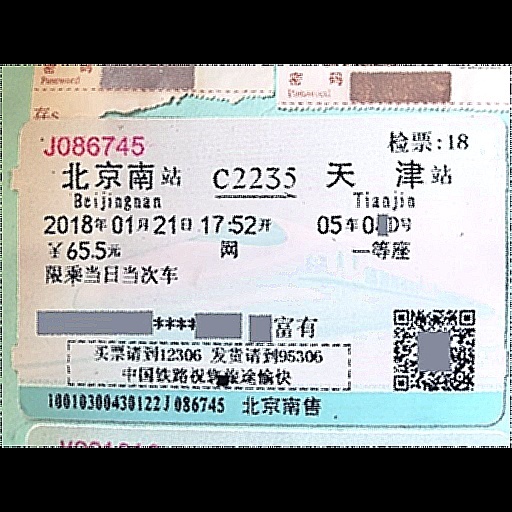 密 码
Password
密 码
Password
J086745
检票:18
北京南站 C2235 天津站
Beijingnan Tianjin
2018年01月21日17:52开 05车0 D号
￥65.5元 网 一等座
限乘当日当次车
****
富有
买票请到12306 发货请到95306
中国铁路祝您旅途愉快
10010300430122J086745 北京南售